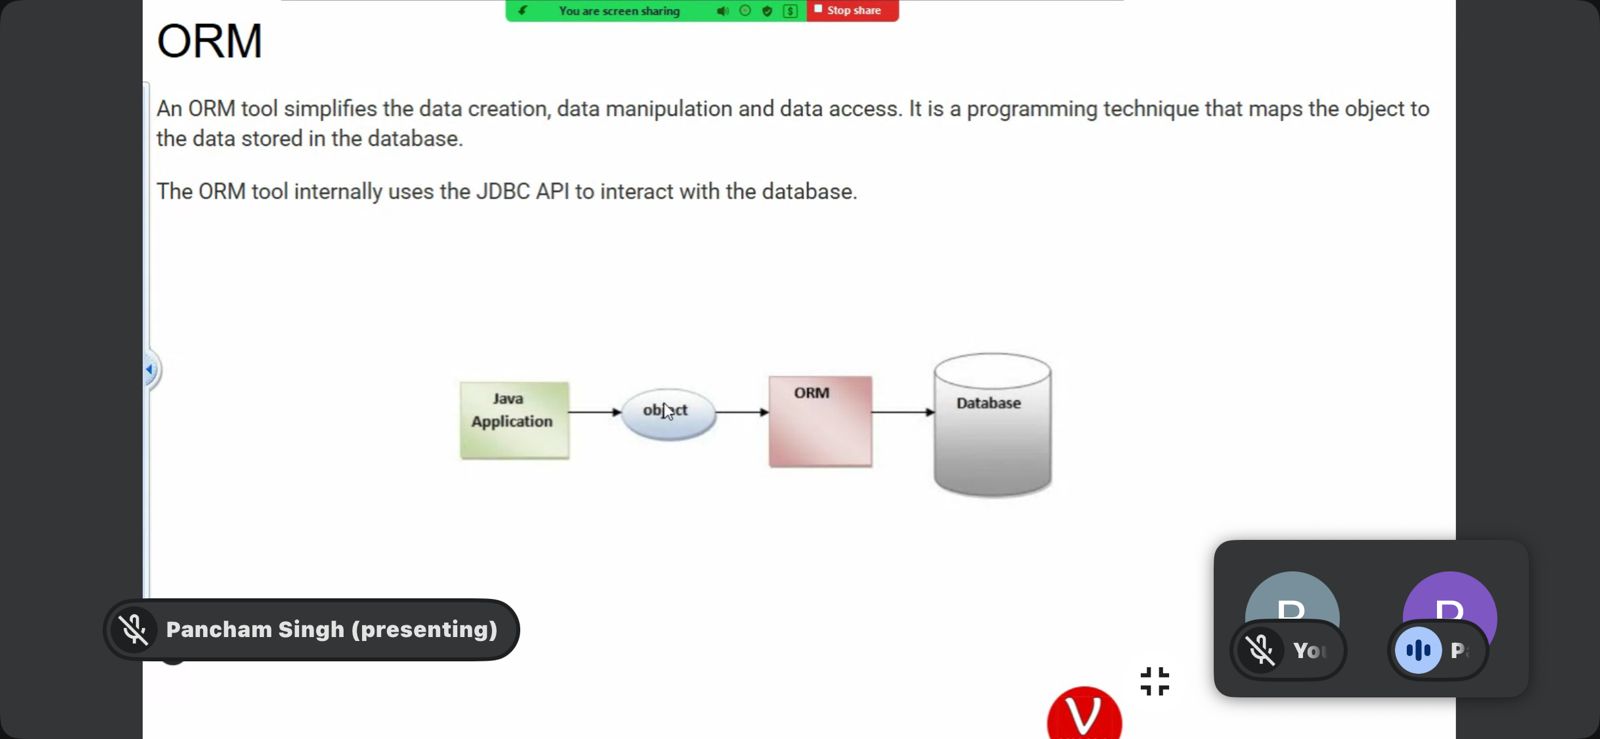 You are screen sharing
Stop share
ORM
An ORM tool simplifies the data creation, data manipulation and data access. It is a programming technique that maps the object to
the data stored in the database.
The ORM tool internally uses the JDBC API to interact with the database.
Java
Application
object
ORM
Database
Pancham Singh (presenting)